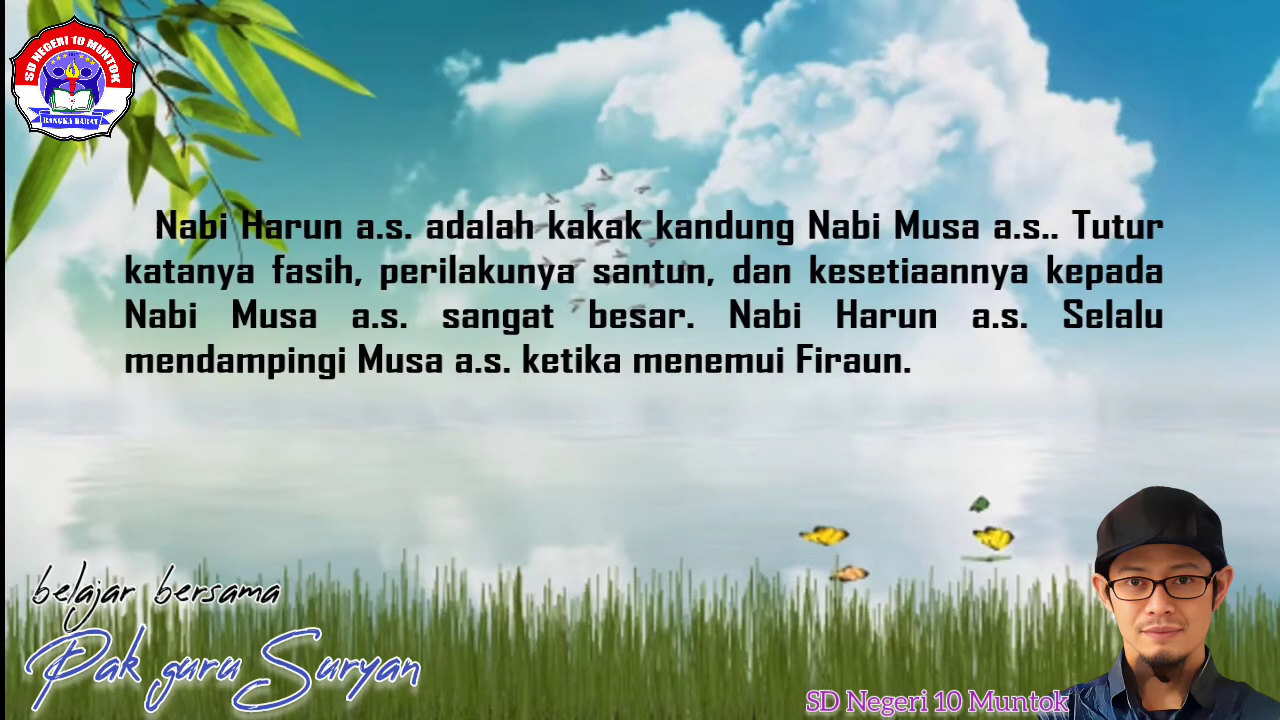 SD NEGERI 10 MUNTOK
BANGKA BARAT
Nabi Harun a.s. adalah kakak kandung Nabi Musa a.s.. Tutur
katanya fasih, perilakunya santun, dan kesetiaannya kepada
Nabi Musa a.s. sangat besar. Nabi Harun a.s. Selalu
mendampingi Musa a.s. ketika menemui Firaun.
belajar bersama
Pak guru Suryan
SD Negeri 10 Muntok